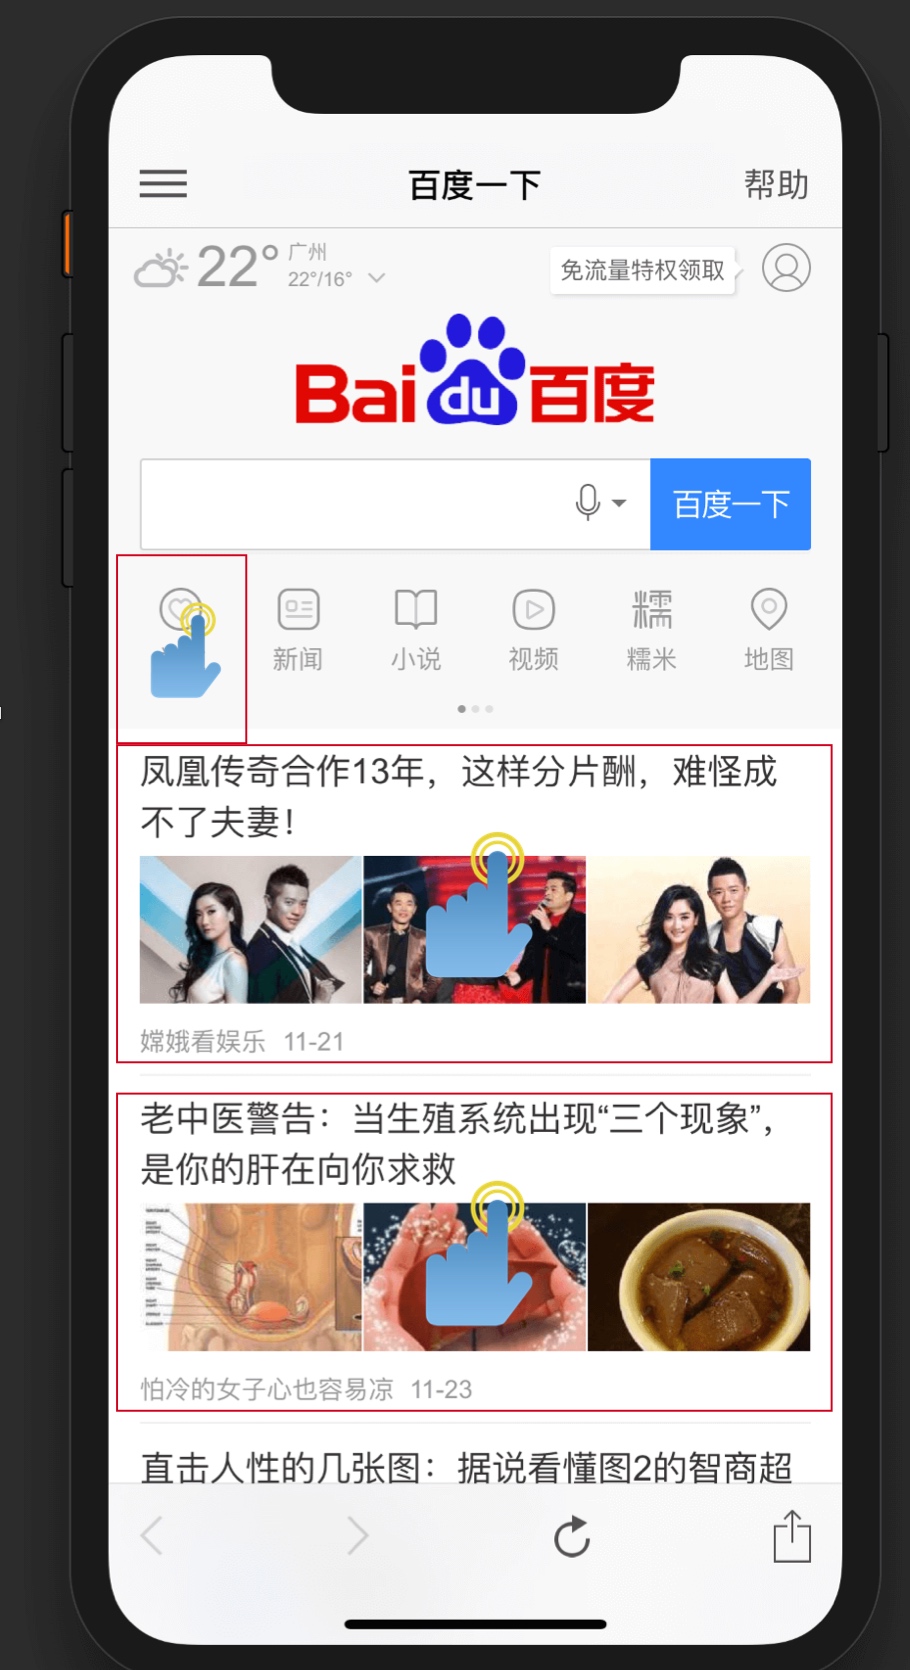 百度一下
帮助
22°
广州
22°/16°
免流量特权领取
Bai du 百度
百度一下
新闻
小说
视频
糯米
地图
凤凰传奇合作13年，这样分片酬，难怪成
不了夫妻！
嫦娥看娱乐 11-21
老中医警告：当生殖系统出现“三个现象”，
是你的肝在向你求救
怕冷的女子心也容易凉 11-23
直击人性的几张图：据说看懂图2的智商超